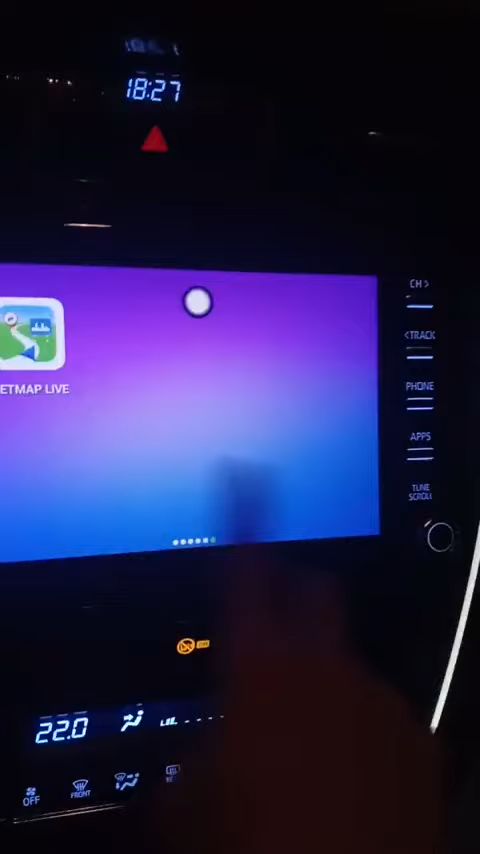 18:27
CH >
< TRACK
ETMAP LIVE
PHONE
APPS
TUNE
SCROLL
22.0
OFF
FRONT